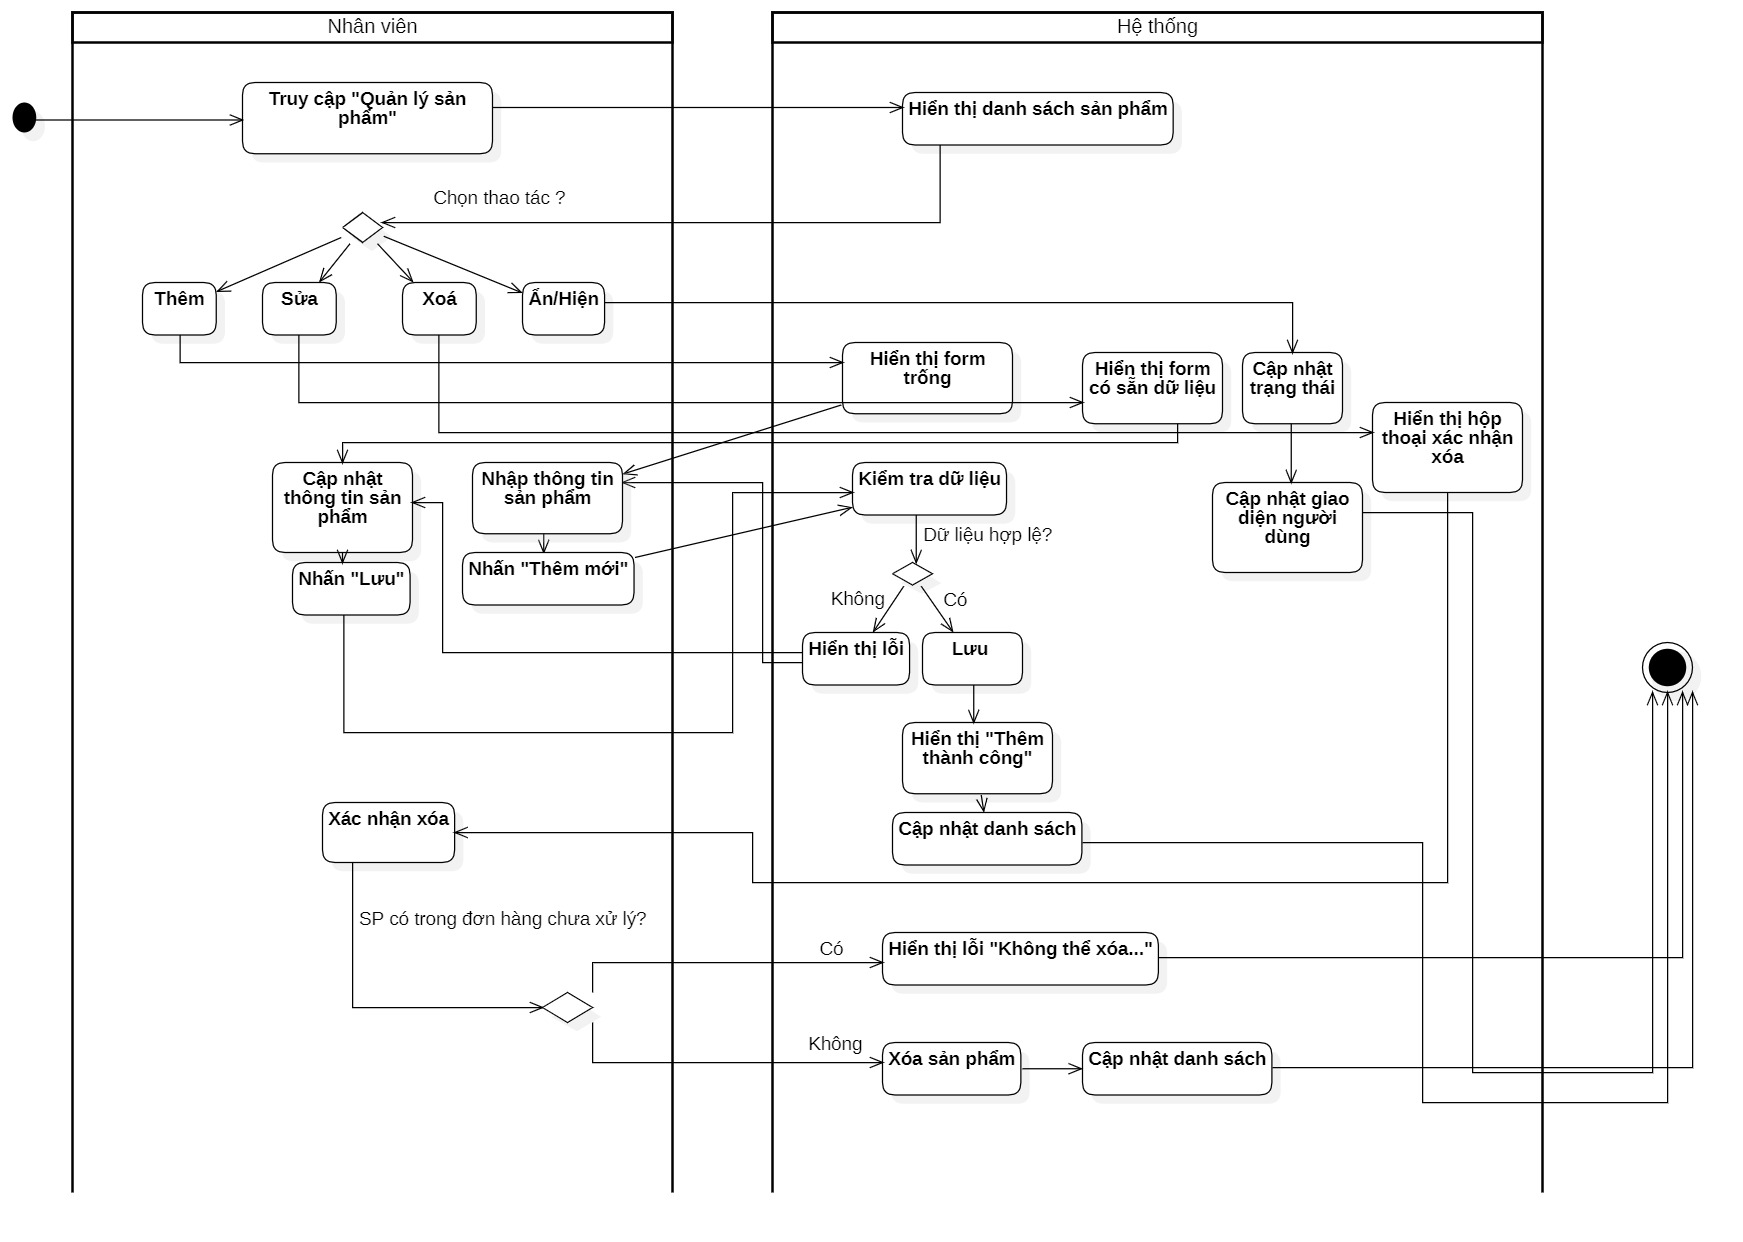 Nhân viên
Hệ thống
Truy cập "Quản lý sản
phẩm"
Hiển thị danh sách sản phẩm
Chọn thao tác ?
Thêm
Sửa
Xoá
Ẩn/Hiện
Hiển thị form
trống
Hiển thị form
có sẵn dữ liệu
Cập nhật
trạng thái
Hiển thị hộp
thoại xác nhận
xóa
Cập nhật
thông tin sản
phẩm
Nhập thông tin
sản phẩm
Kiểm tra dữ liệu
Cập nhật giao
diện người
dùng
Dữ liệu hợp lệ?
Nhấn "Lưu"
Nhấn "Thêm mới"
Không
Có
Hiển thị lỗi
Lưu
Hiển thị "Thêm
thành công"
Xác nhận xóa
Cập nhật danh sách
SP có trong đơn hàng chưa xử lý?
Có
Hiển thị lỗi "Không thể xóa..."
Không
Xóa sản phẩm
Cập nhật danh sách